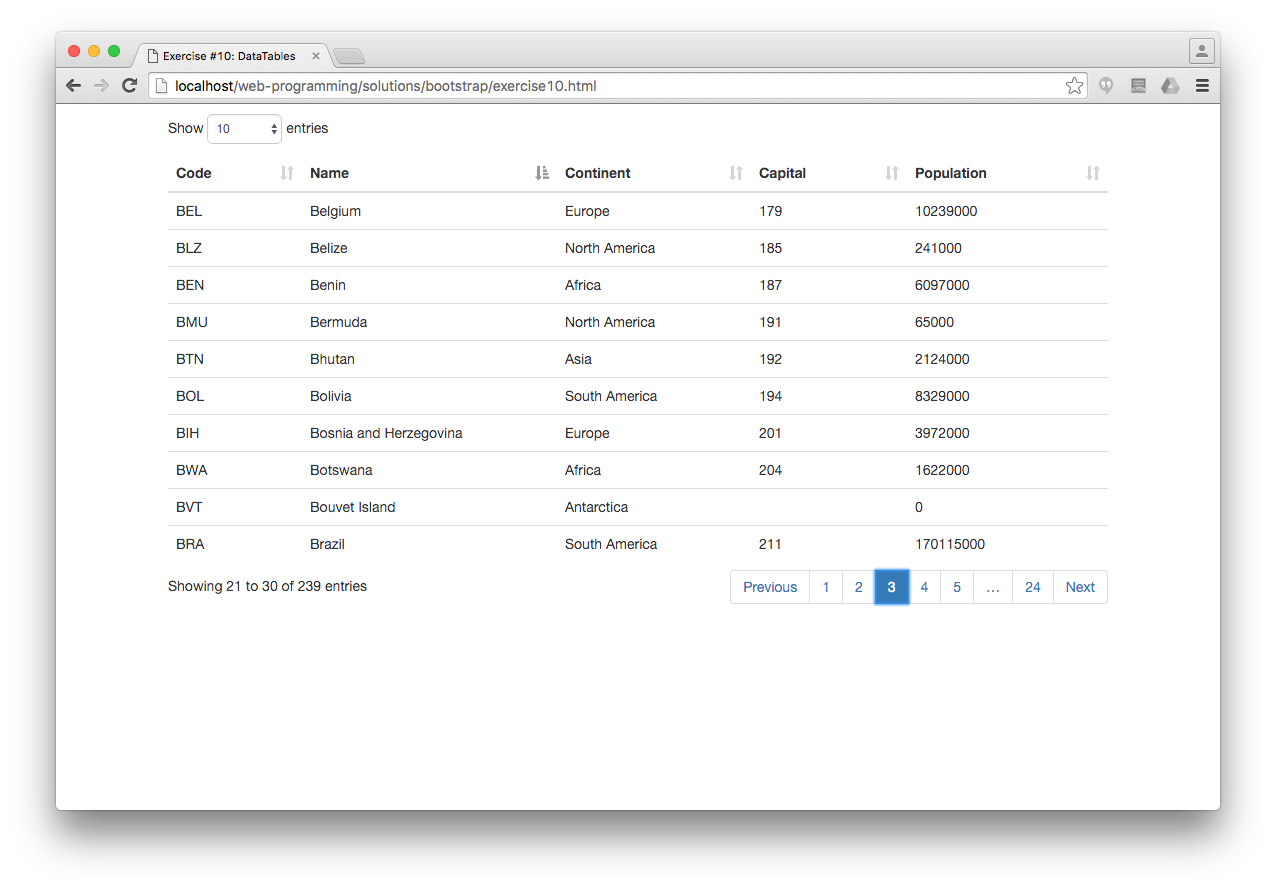 Exercise #10: DataTables
localhost/web-programming/solutions/bootstrap/exercise10.html
Show 10 entries
Code Name Continent Capital Population
BEL Belgium Europe 179 10239000
BLZ Belize North America 185 241000
BEN Benin Africa 187 6097000
BMU Bermuda North America 191 65000
BTN Bhutan Asia 192 2124000
BOL Bolivia South America 194 8329000
BIH Bosnia and Herzegovina Europe 201 3972000
BWA Botswana Africa 204 1622000
BVT Bouvet Island Antarctica 0
BRA Brazil South America 211 170115000
Showing 21 to 30 of 239 entries Previous 1 2 3 4 5 … 24 Next